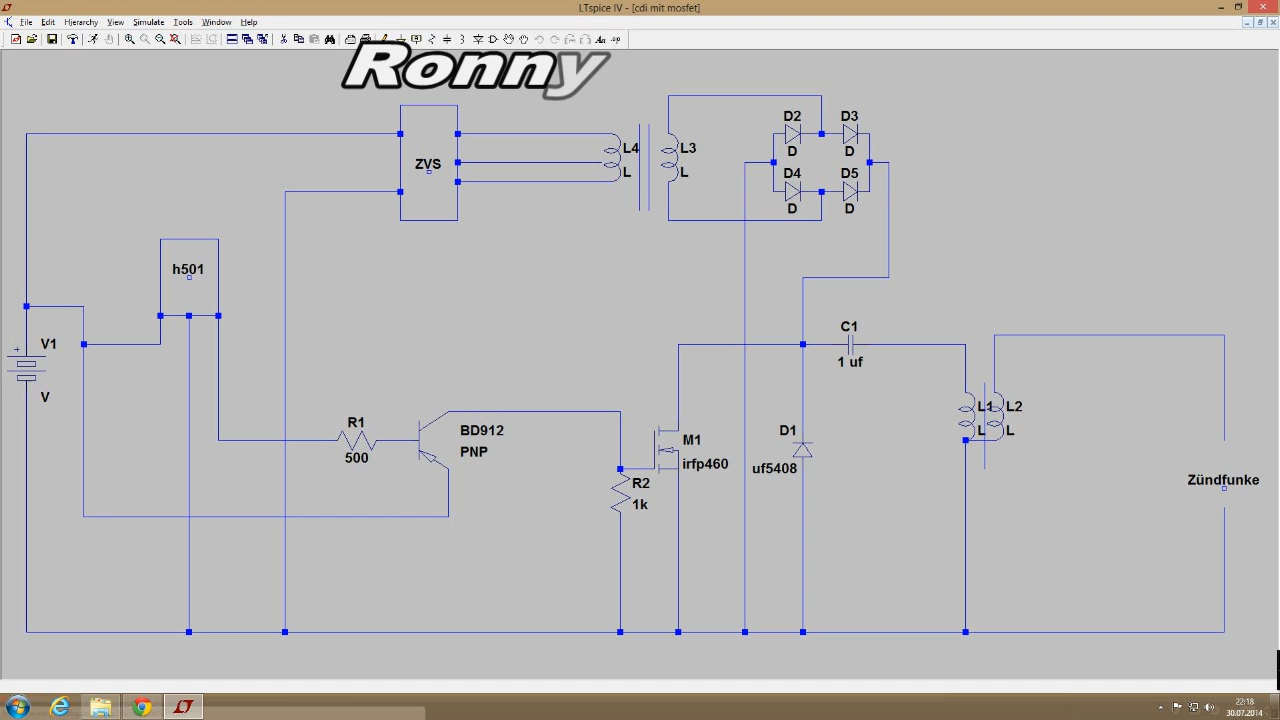 LTspice IV - [cdi mit mosfet]
File Edit Hierarchy View Simulate Tools Window Help
Ronny
D2 D3
D D
D4 D5
D D
ZVS
L4
L
L3
L
h501
V1
V
R1
500
BD912
PNP
R2
1k
M1
irfp460
D1
uf5408
C1
1 uf
L1 L2
L L
Zündfunke
22:18
30.07.2014